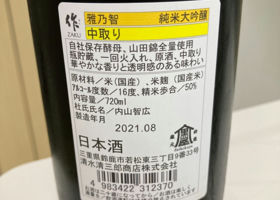 作 雅乃智 純米大吟醸
ZAKU 中取り
自社保存酵母、山田錦全量使用
瓶貯蔵、一回火入れ、原酒、中取り
華やかな香りと透明感のある味わい
原材料／米(国産)、米麹(国産米)
アルコール度数／16度、精米歩合／50%
容量／720ml
杜氏氏名／内山智広
製造年月
2021.08
日本酒
三重県鈴鹿市若松東三丁目9番33号
清水清三郎商店株式会社
4 983422 312370